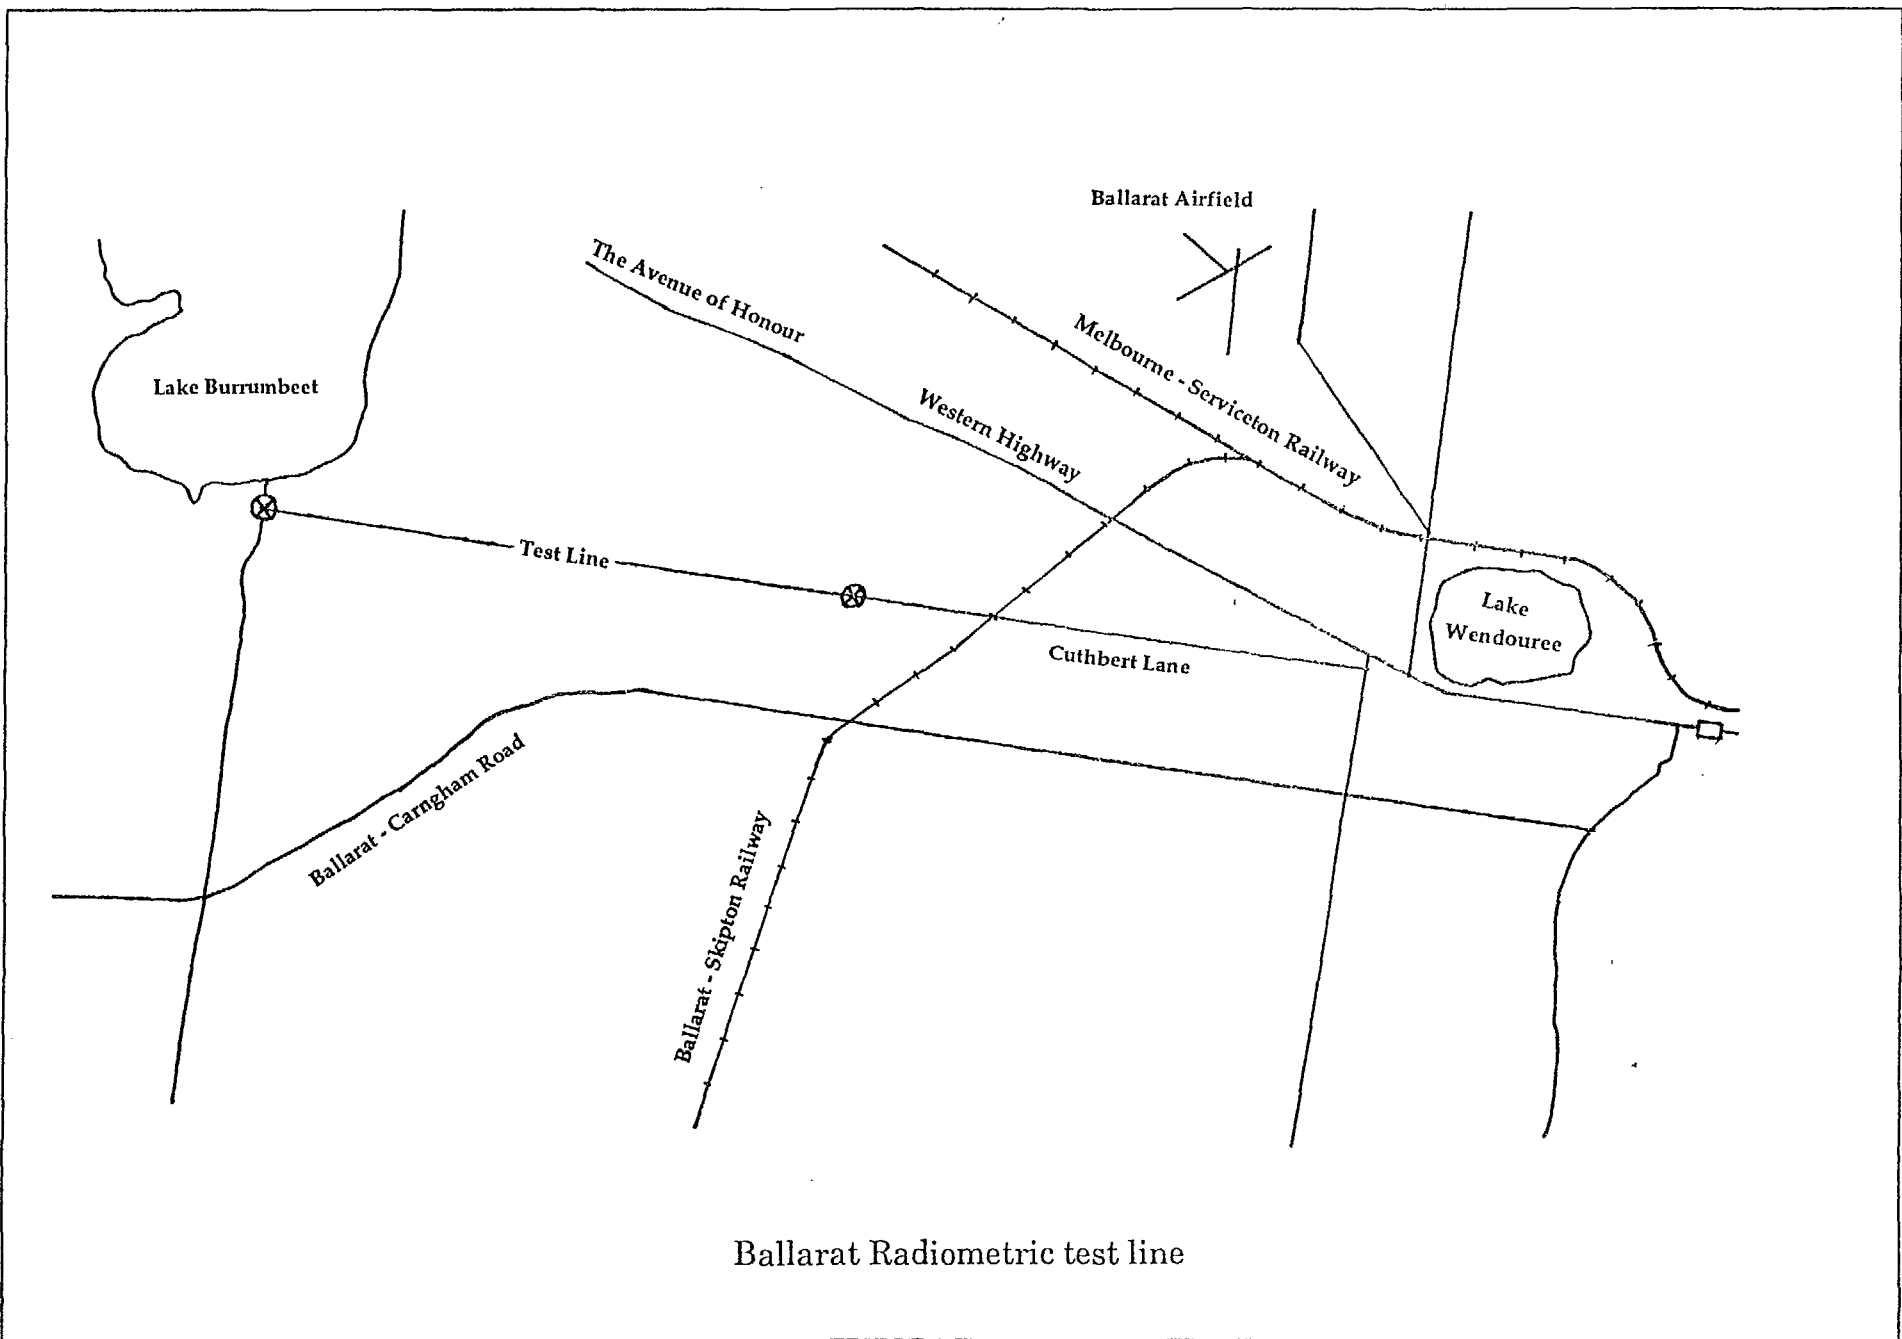 Ballarat Airfield
The Avenue of Honour
Melbourne - Serviceton Railway
Lake Burrumbeet
Western Highway
Test Line
Lake
Wendouree
Cuthbert Lane
Ballarat - Carngham Road
Ballarat - Skipton Railway
Ballarat Radiometric test line